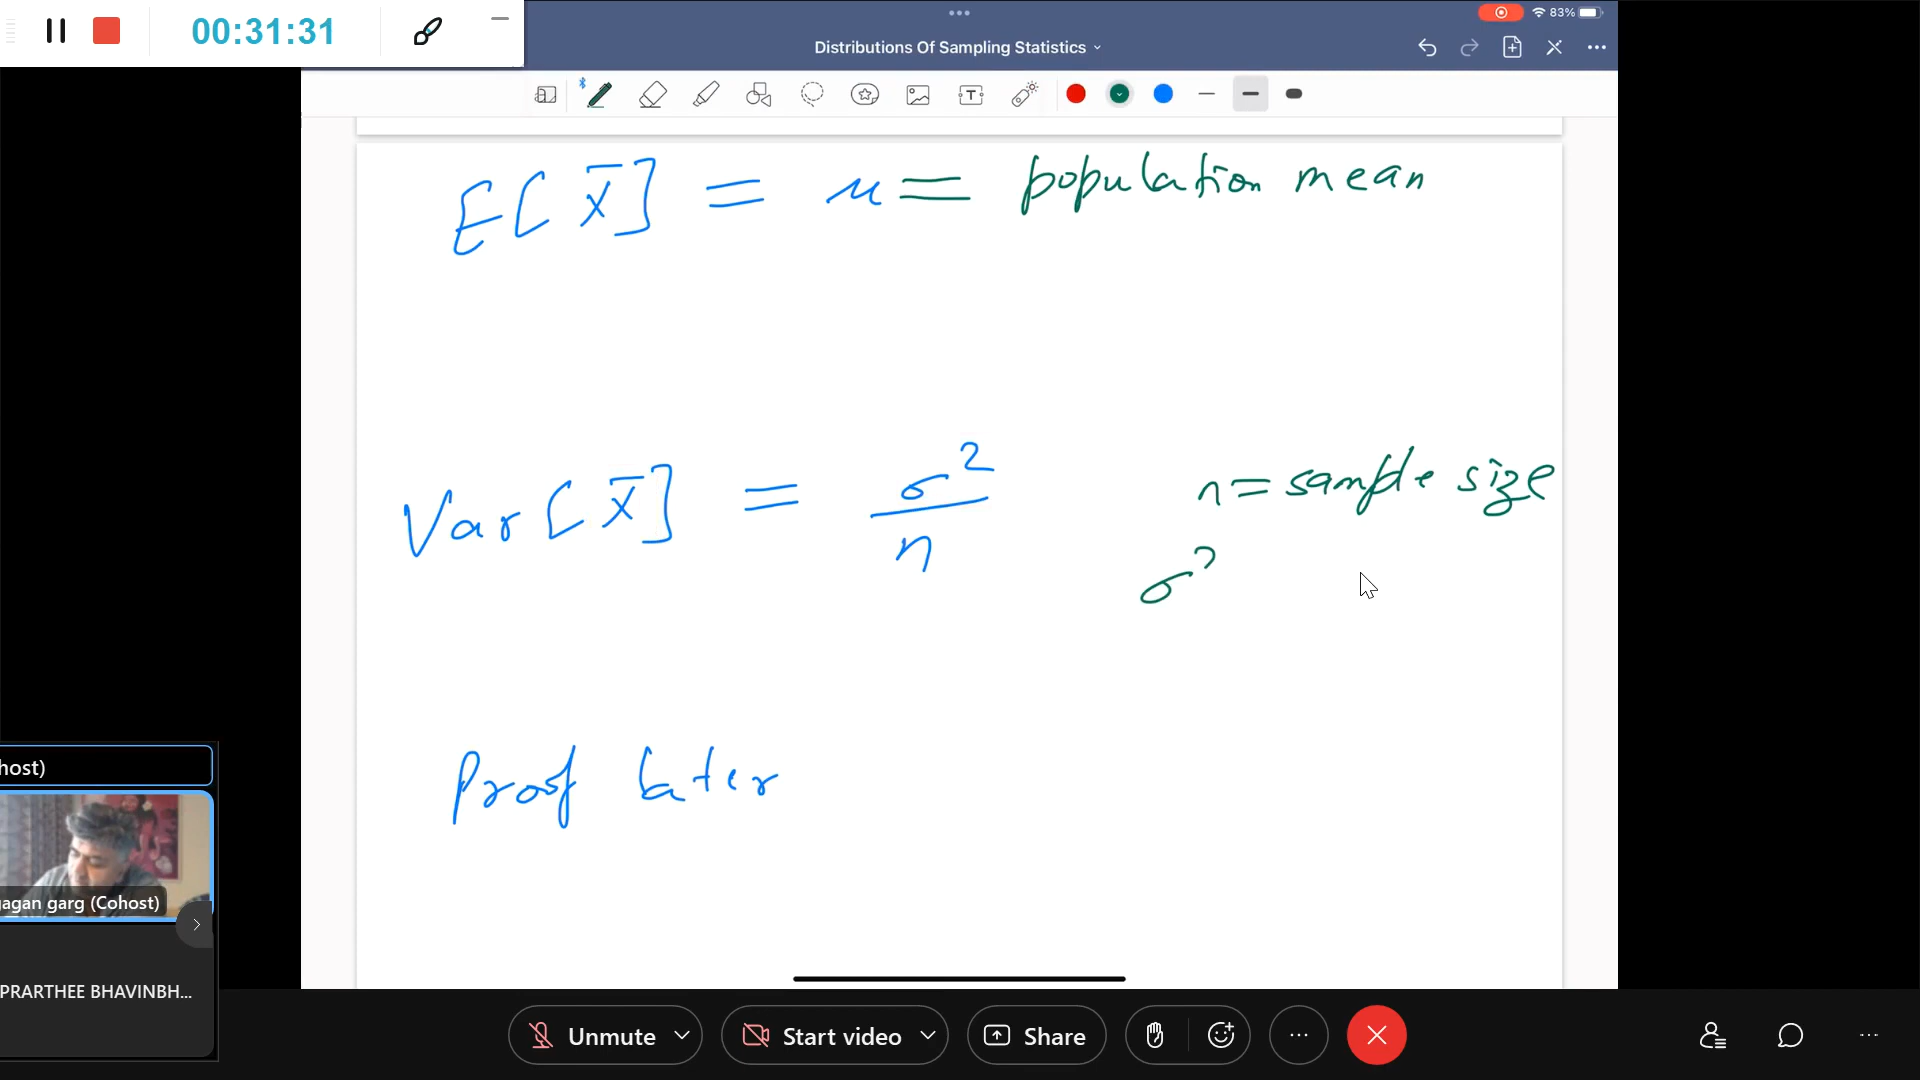 00:31:31
83%
Distributions Of Sampling Statistics
T
E[X̄] = μ = population mean
Var[X̄] = σ²/n
n = sample size
σ²
Proof later
host)
agan garg (Cohost)
PRARTHEE BHAVINBH...
Unmute
Start video
Share